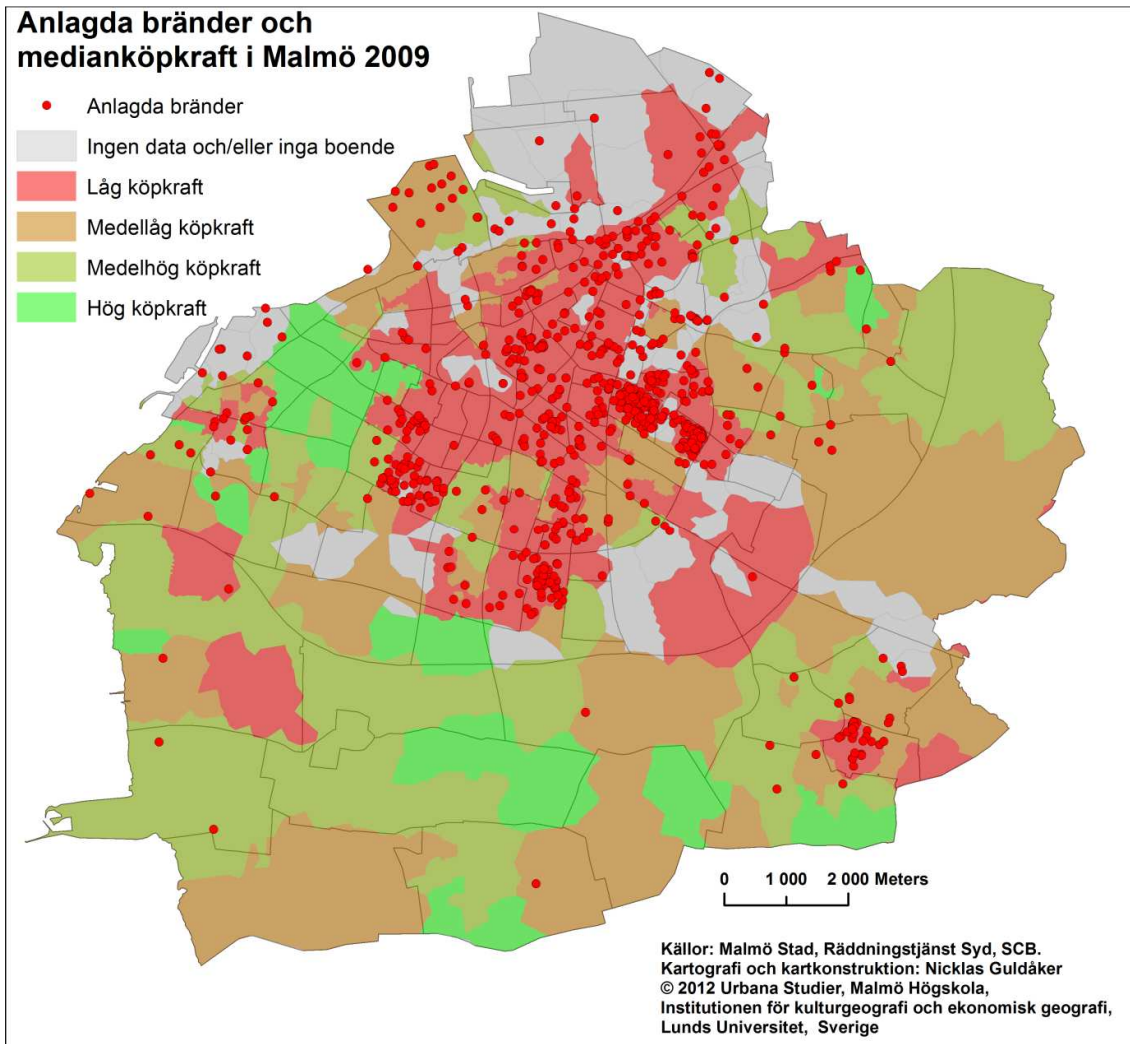 Anlagda bränder och
medianköpkraft i Malmö 2009
Anlagda bränder
Ingen data och/eller inga boende
Låg köpkraft
Medellåg köpkraft
Medelhög köpkraft
Hög köpkraft
0 1 000 2 000 Meters
Källor: Malmö Stad, Räddningstjänst Syd, SCB.
Kartografi och kartkonstruktion: Nicklas Guldåker
© 2012 Urbana Studier, Malmö Högskola,
Institutionen för kulturgeografi och ekonomisk geografi,
Lunds Universitet, Sverige